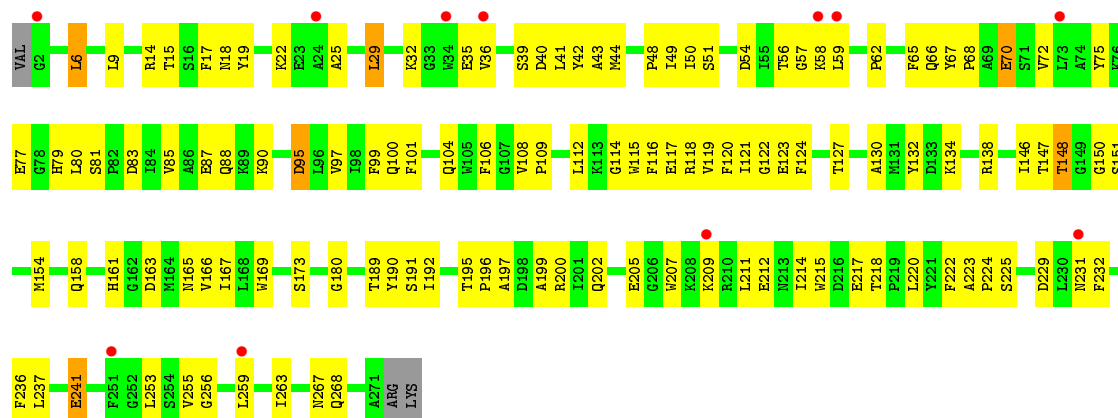 VAL G2 L6 L9 R14 T15 S16 F17 N18 Y19 K22 E23 A24 A25 L29 K32 G33 W34 E35 V36 S39 D40 L41 Y42 A43 M44 P48 I49 I50 S51 D54 I55 T56 G57 K58 L59 P62 F65 Q66 Y67 P68 A69 E70 S71 V72 L73 A74 Y75 K76
E77 G78 H79 L80 S81 P82 D83 I84 V85 A86 E87 Q88 K89 K90 D95 L96 V97 I98 F99 Q100 F101 Q104 W105 F106 G107 V108 P109 L112 K113 G114 W115 F116 E117 R118 V119 F120 I121 G122 E123 F124 T127 A130 M131 Y132 D133 K134 R138 I146 T147 T148 G149 G150 S151
M154 Q158 H161 G162 D163 M164 N165 V166 I167 L168 W169 S173 G180 T189 Y190 S191 I192 T195 P196 A197 D198 A199 R200 I201 Q202 E205 G206 W207 K208 K209 R210 L211 E212 N213 I214 W215 D216 E217 T218 P219 L220 Y221 F222 A223 P224 S225 D229 L230 N231 F232
F236 L237 E241 F251 G252 L253 S254 V255 G256 L259 I263 N267 Q268 A271 ARG LYS